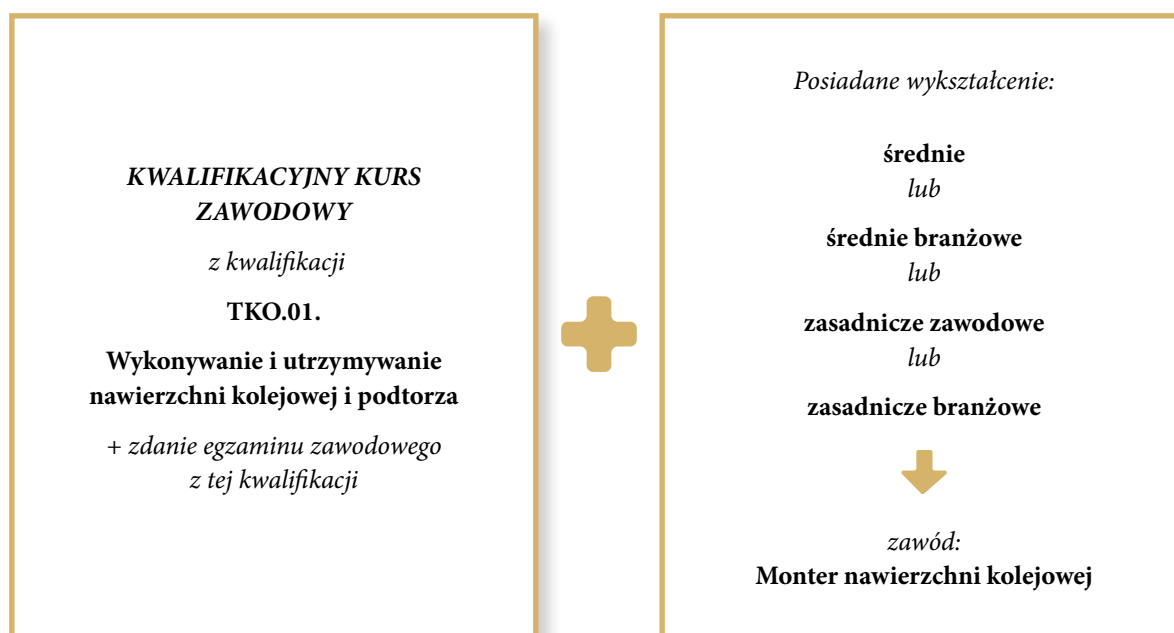 KWALIFIKACYJNY KURS
ZAWODOWY
z kwalifikacji
TKO.01.
Wykonywanie i utrzymywanie
nawierzchni kolejowej i podtorza
+ zdanie egzaminu zawodowego
z tej kwalifikacji
Posiadane wykształcenie:
średnie
lub
średnie branżowe
lub
zasadnicze zawodowe
lub
zasadnicze branżowe
zawód:
Monter nawierzchni kolejowej